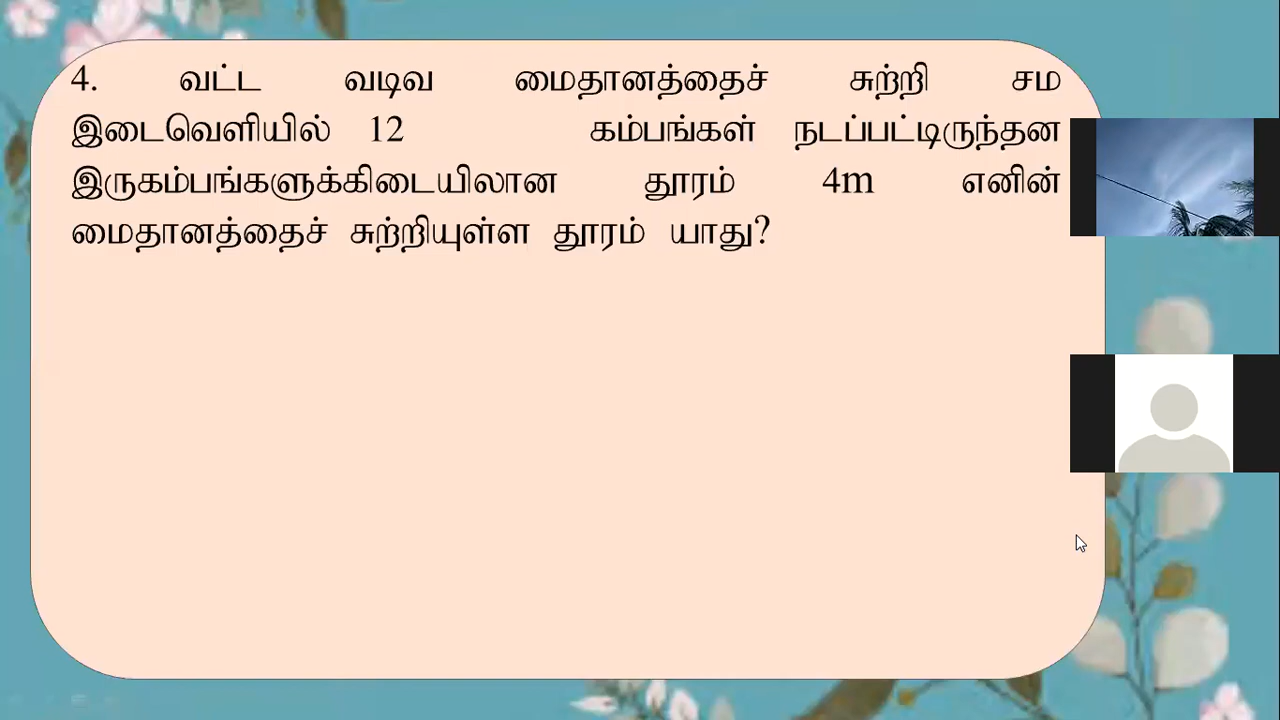 4. வட்ட வடிவ மைதானத்தைச் சுற்றி சம
இடைவெளியில் 12 கம்பங்கள் நடப்பட்டிருந்தன
இருகம்பங்களுக்கிடையிலான தூரம் 4m எனின்
மைதானத்தைச் சுற்றியுள்ள தூரம் யாது?